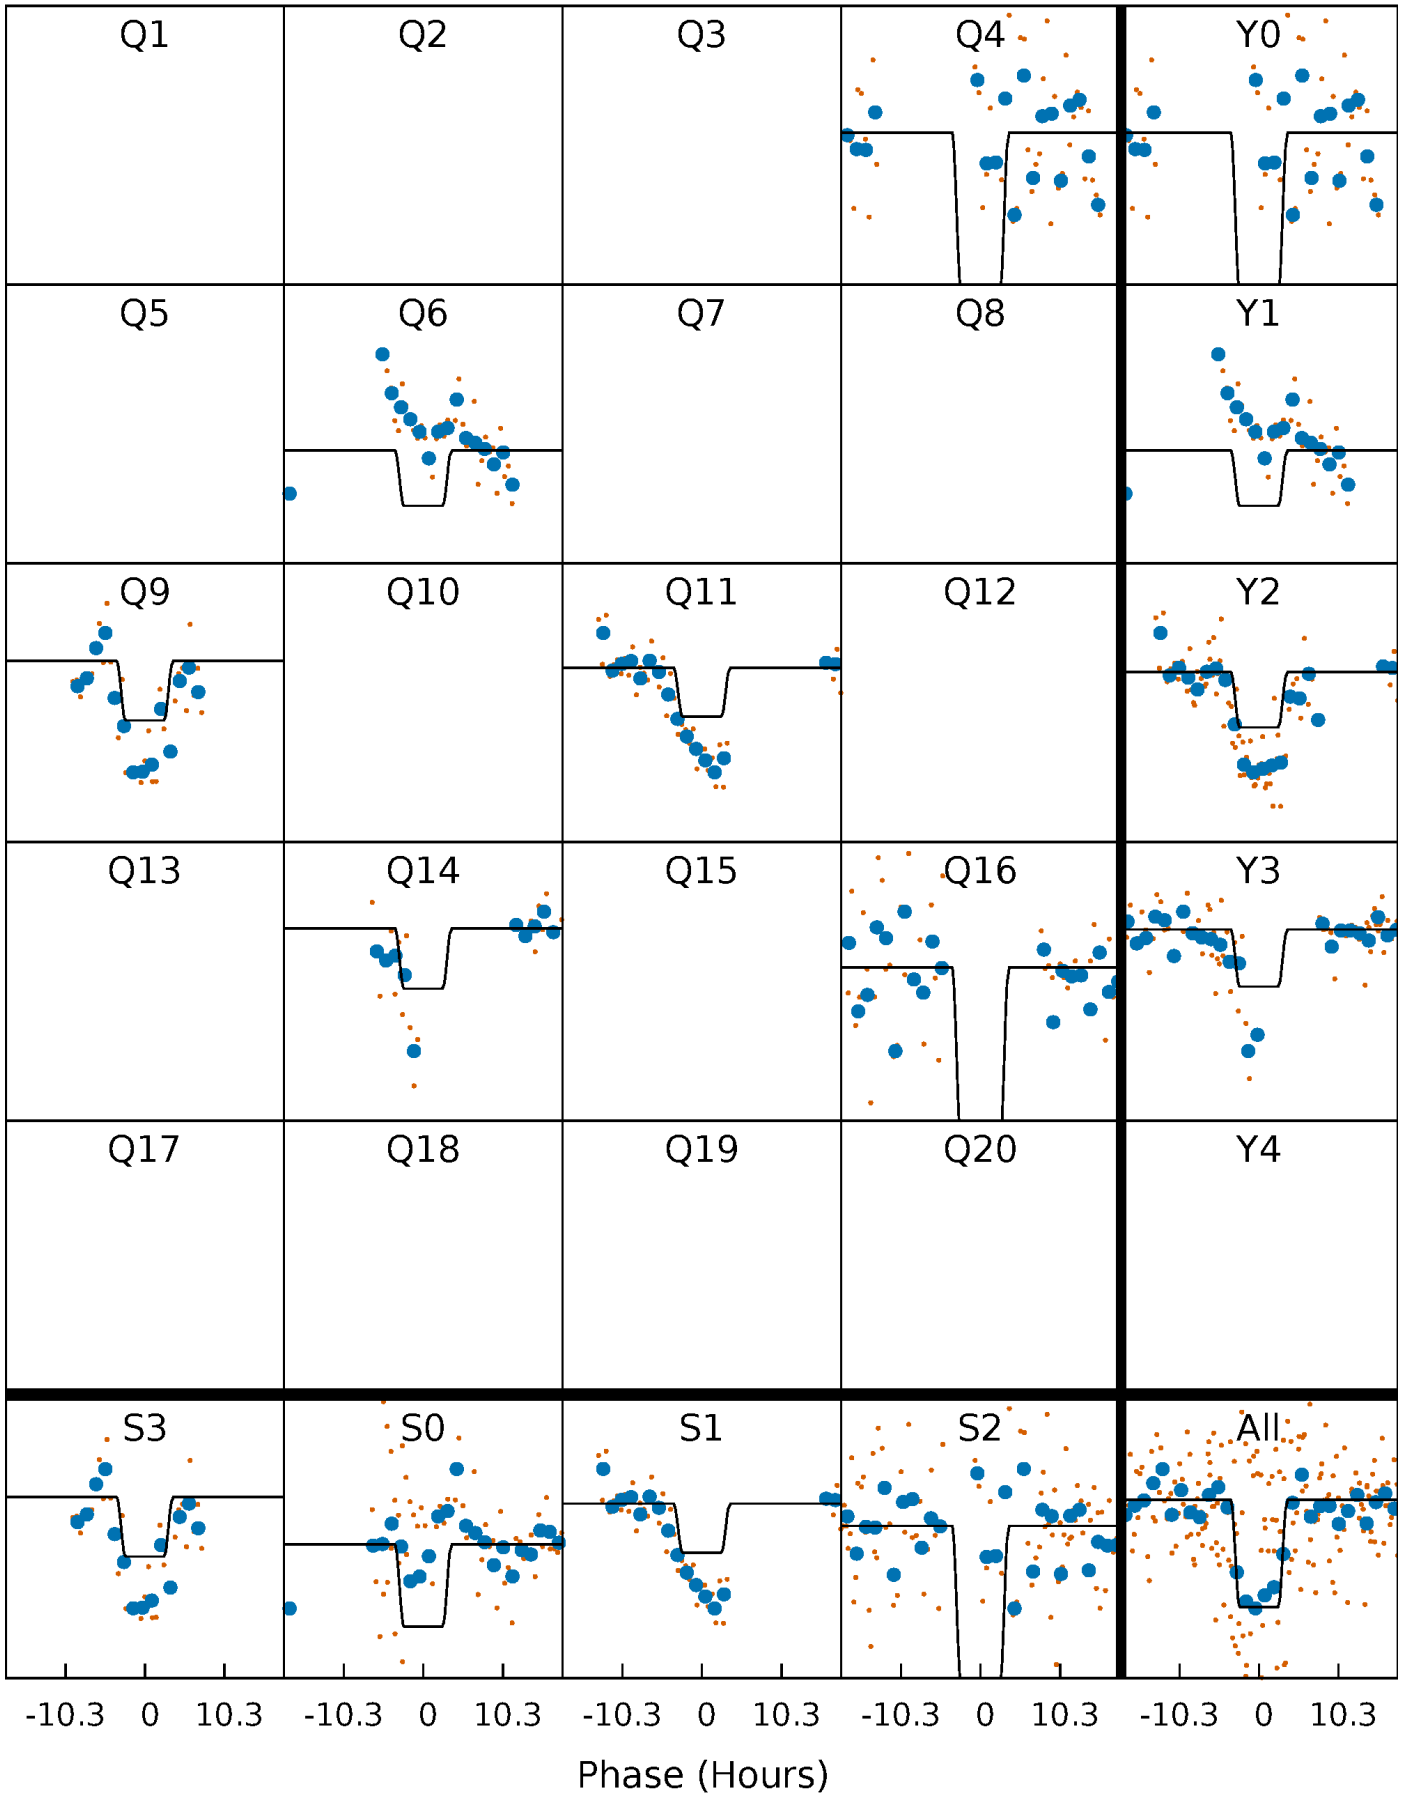 Q1 Q2 Q3 Q4 Y0
Q5 Q6 Q7 Q8 Y1
Q9 Q10 Q11 Q12 Y2
Q13 Q14 Q15 Q16 Y3
Q17 Q18 Q19 Q20 Y4
S3 S0 S1 S2 All
-10.3 0 10.3 -10.3 0 10.3 -10.3 0 10.3 -10.3 0 10.3 -10.3 0 10.3
Phase (Hours)